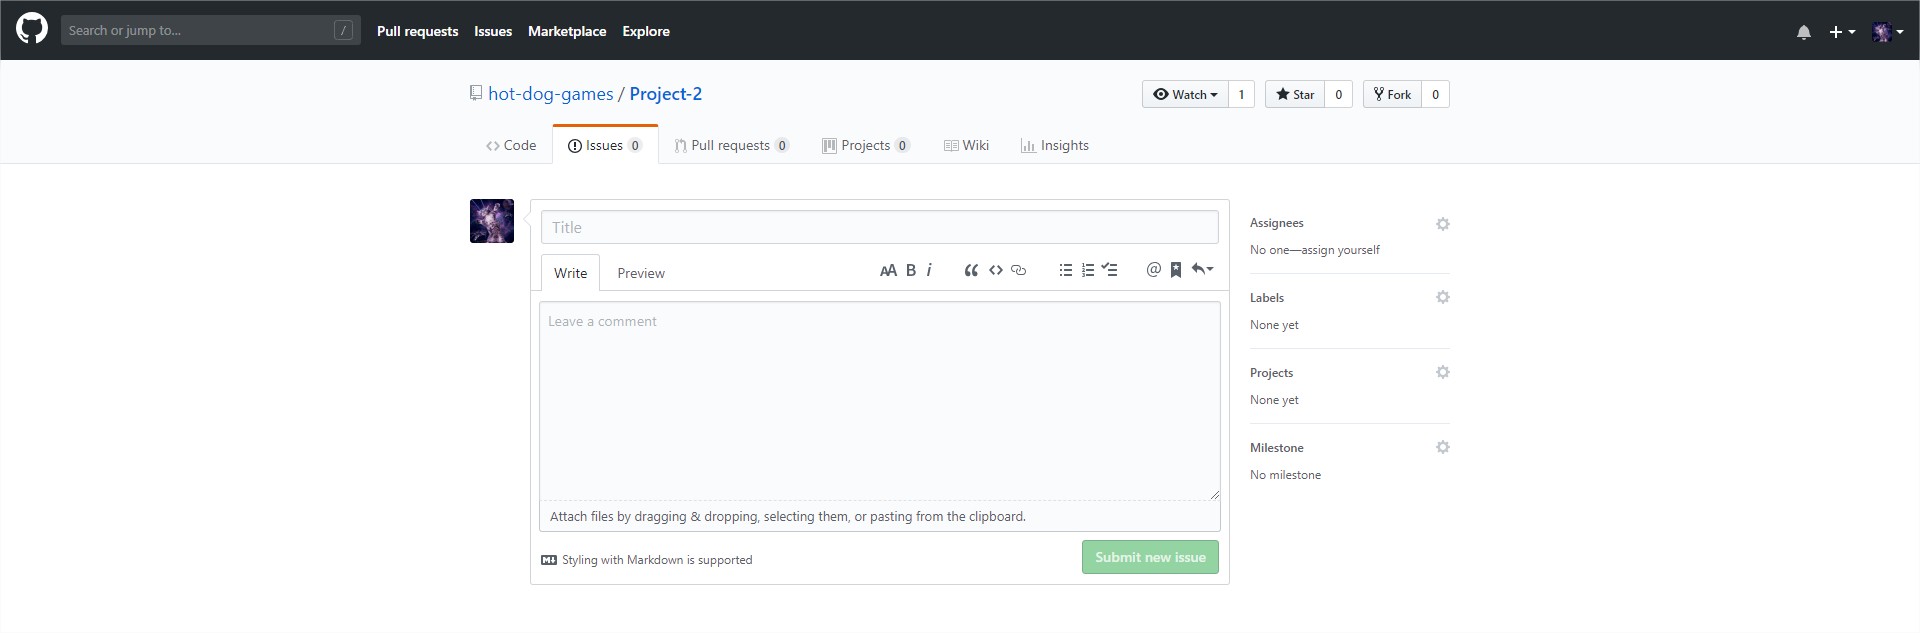 Search or jump to... /
Pull requests Issues Marketplace Explore
hot-dog-games / Project-2
Watch 1 Star 0 Fork 0
Code Issues 0 Pull requests 0 Projects 0 Wiki Insights
Title
Write Preview AA B i “ <> @
Leave a comment
Attach files by dragging & dropping, selecting them, or pasting from the clipboard.
Styling with Markdown is supported
Submit new issue
Assignees
No one—assign yourself
Labels
None yet
Projects
None yet
Milestone
No milestone